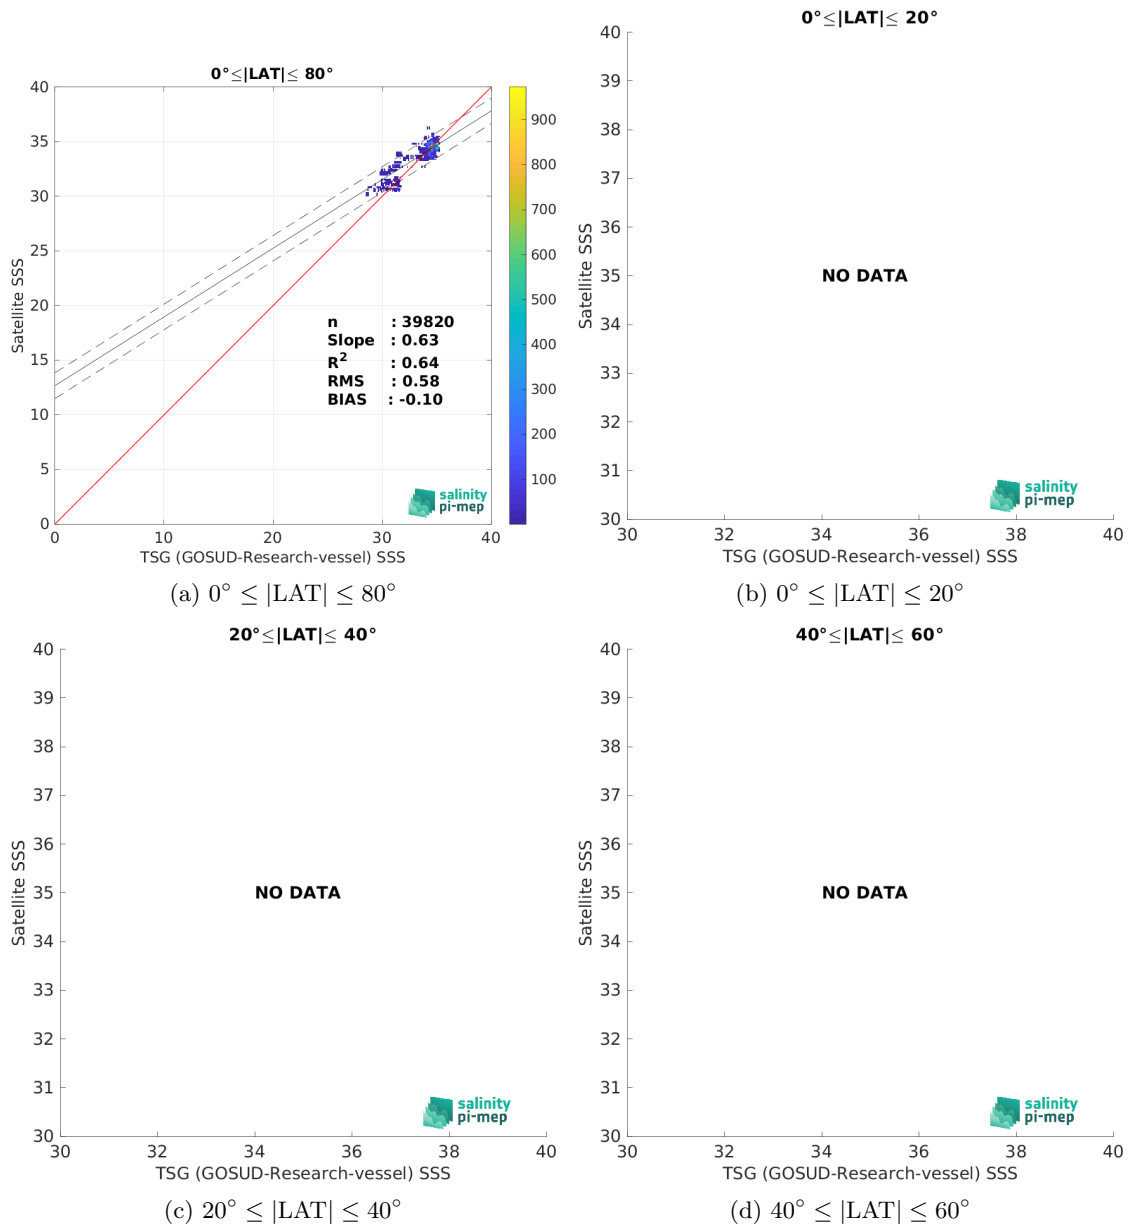 0°≤|LAT|≤ 80°
40
35
30
25
20
15
10
5
0
Satellite SSS
n : 39820
Slope : 0.63
R² : 0.64
RMS : 0.58
BIAS : -0.10
salinity
pi-mep
0 10 20 30 40
TSG (GOSUD-Research-vessel) SSS
900
800
700
600
500
400
300
200
100
(a) 0° ≤ |LAT| ≤ 80°
0°≤|LAT|≤ 20°
40
39
38
37
36
35
34
33
32
31
30
Satellite SSS
NO DATA
salinity
pi-mep
30 32 34 36 38 40
TSG (GOSUD-Research-vessel) SSS
(b) 0° ≤ |LAT| ≤ 20°
20°≤|LAT|≤ 40°
40
39
38
37
36
35
34
33
32
31
30
Satellite SSS
NO DATA
salinity
pi-mep
30 32 34 36 38 40
TSG (GOSUD-Research-vessel) SSS
(c) 20° ≤ |LAT| ≤ 40°
40°≤|LAT|≤ 60°
40
39
38
37
36
35
34
33
32
31
30
Satellite SSS
NO DATA
salinity
pi-mep
30 32 34 36 38 40
TSG (GOSUD-Research-vessel) SSS
(d) 40° ≤ |LAT| ≤ 60°